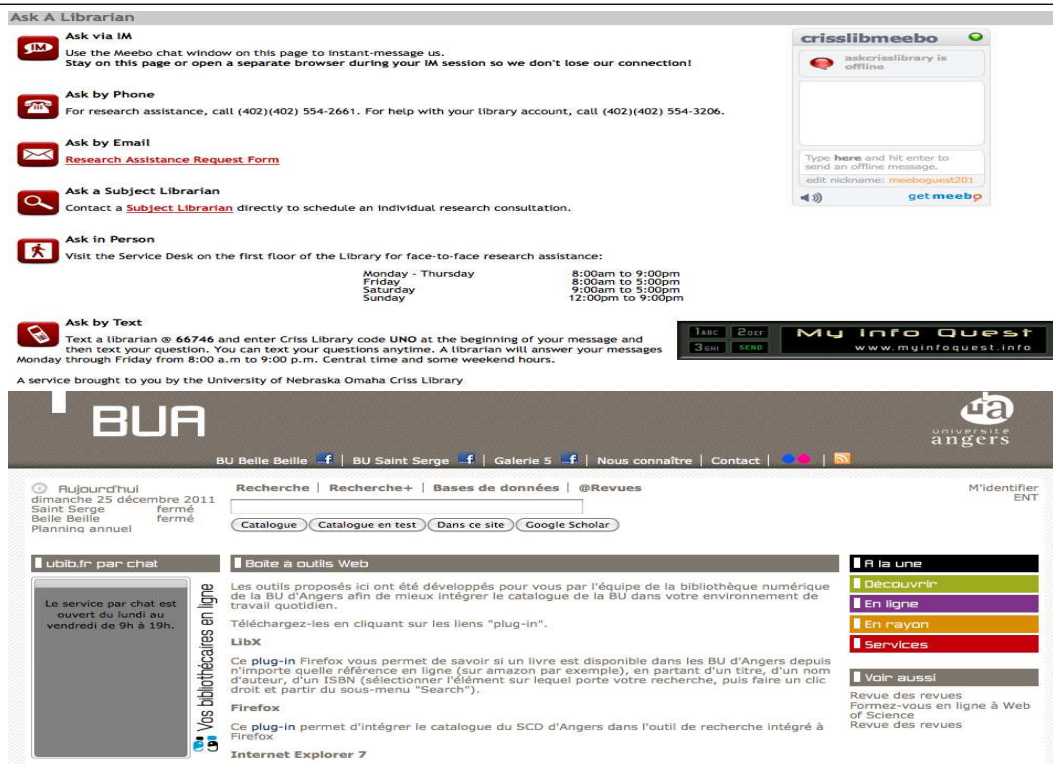 Ask A Librarian
Ask via IM
Use the Meebo chat window on this page to instant-message us.
Stay on this page or open a separate browser during your IM session so we don't lose our connection!
Ask by Phone
For research assistance, call (402)(402) 554-2661. For help with your library account, call (402)(402) 554-3206.
Ask by Email
Research Assistance Request Form
Ask a Subject Librarian
Contact a Subject Librarian directly to schedule an individual research consultation.
Ask in Person
Visit the Service Desk on the first floor of the Library for face-to-face research assistance:
Monday - Thursday 8:00am to 9:00pm
Friday 8:00am to 5:00pm
Saturday 9:00am to 5:00pm
Sunday 12:00pm to 9:00pm
Ask by Text
Text a librarian @ 66746 and enter Criss Library code UNO at the beginning of your message and
then text your question. You can text your questions anytime. A librarian will answer your messages
Monday through Friday from 8:00 a.m to 9:00 p.m. Central time and some weekend hours.
A service brought to you by the University of Nebraska Omaha Criss Library
IM
crisslibmeebo
askcrisslibrary is
offline
Type here and hit enter to
send an offline message.
edit nickname: meeboguest201
get meebo
1ABC 2DEF
3GHI SEND
My Info Quest
www.myinfoquest.info
BUA
ua
université
angers
BU Belle Beille f | BU Saint Serge f | Galerie 5 f | Nous connaître | Contact |
Aujourd'hui
dimanche 25 décembre 2011
Saint Serge fermé
Belle Beille fermé
Planning annuel
Recherche | Recherche+ | Bases de données | @Revues
Catalogue Catalogue en test Dans ce site Google Scholar
M'identifier
ENT
ubib.fr par chat
Le service par chat est
ouvert du lundi au
vendredi de 9h à 19h.
Vos bibliothécaires en ligne
Boîte à outils Web
Les outils proposés ici ont été développés pour vous par l'équipe de la bibliothèque numérique
de la BU d'Angers afin de mieux intégrer le catalogue de la BU dans votre environnement de
travail quotidien.
Téléchargez-les en cliquant sur les liens "plug-in".
LibX
Ce plug-in Firefox vous permet de savoir si un livre est disponible dans les BU d'Angers depuis
n'importe quelle référence en ligne (sur amazon par exemple), en partant d'un titre, d'un nom
d'auteur, d'un ISBN (sélectionner l'élément sur lequel porte votre recherche, puis faire un clic
droit et partir du sous-menu "Search").
Firefox
Ce plug-in permet d'intégrer le catalogue du SCD d'Angers dans l'outil de recherche intégré à
Firefox
Internet Explorer 7
A la une
Découvrir
En ligne
En rayon
Services
Voir aussi
Revue des revues
Formez-vous en ligne à Web
of Science
Revue des revues